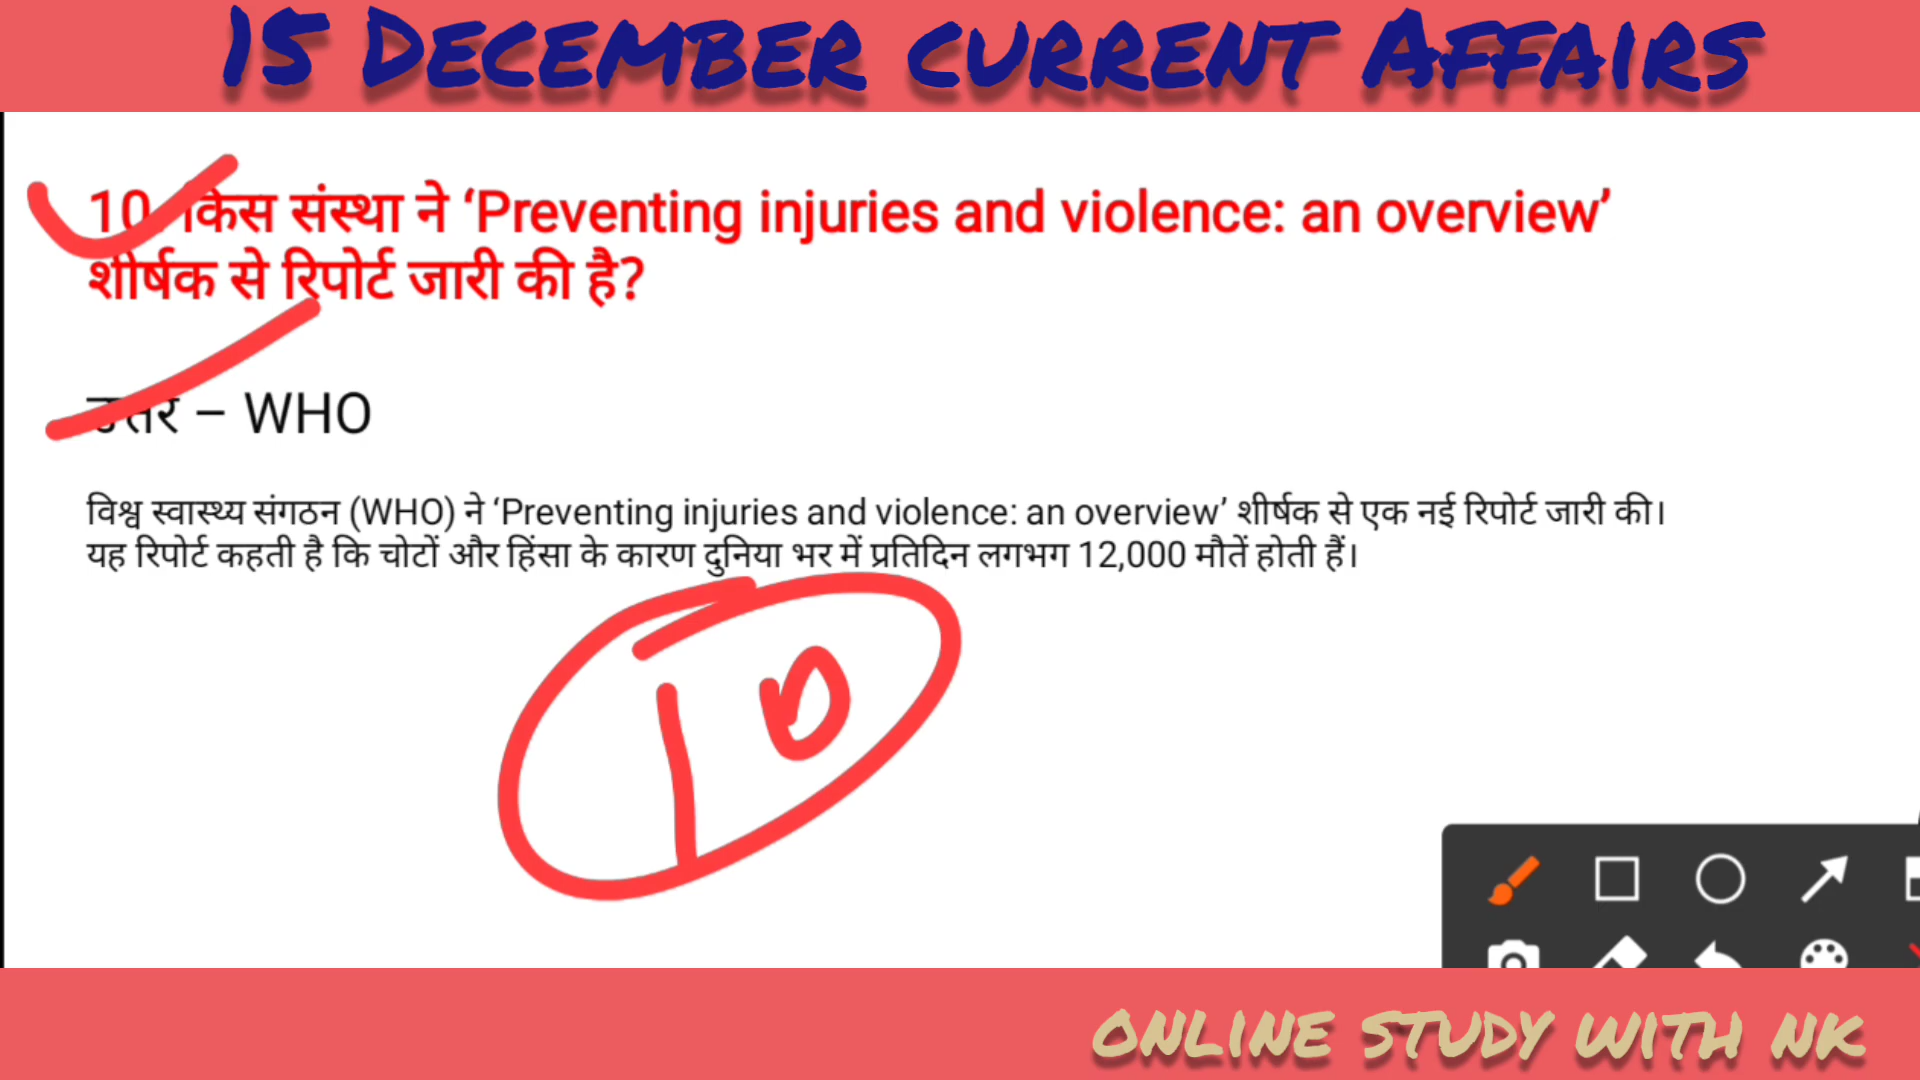 15 December current Affairs
10. किस संस्था ने ‘Preventing injuries and violence: an overview’
शीर्षक से रिपोर्ट जारी की है?
उत्तर – WHO
विश्व स्वास्थ्य संगठन (WHO) ने ‘Preventing injuries and violence: an overview’ शीर्षक से एक नई रिपोर्ट जारी की।
यह रिपोर्ट कहती है कि चोटों और हिंसा के कारण दुनिया भर में प्रतिदिन लगभग 12,000 मौतें होती हैं।
10
online study with nk